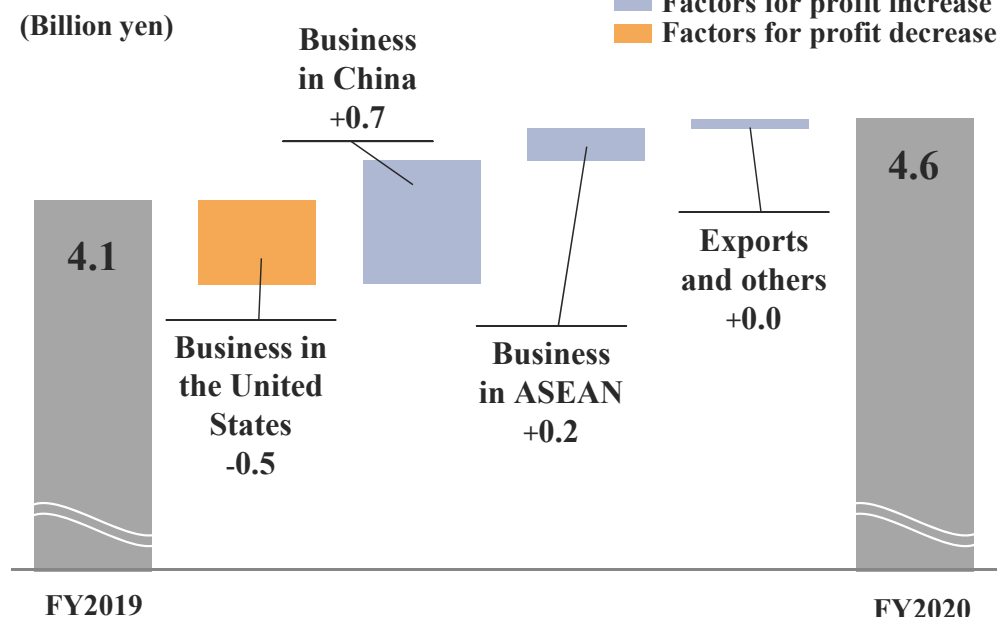 (Billion yen)
Factors for profit increase
Factors for profit decrease
Business
in China
+0.7
4.1
4.6
Business in
the United
States
-0.5
Business
in ASEAN
+0.2
Exports
and others
+0.0
FY2019
FY2020